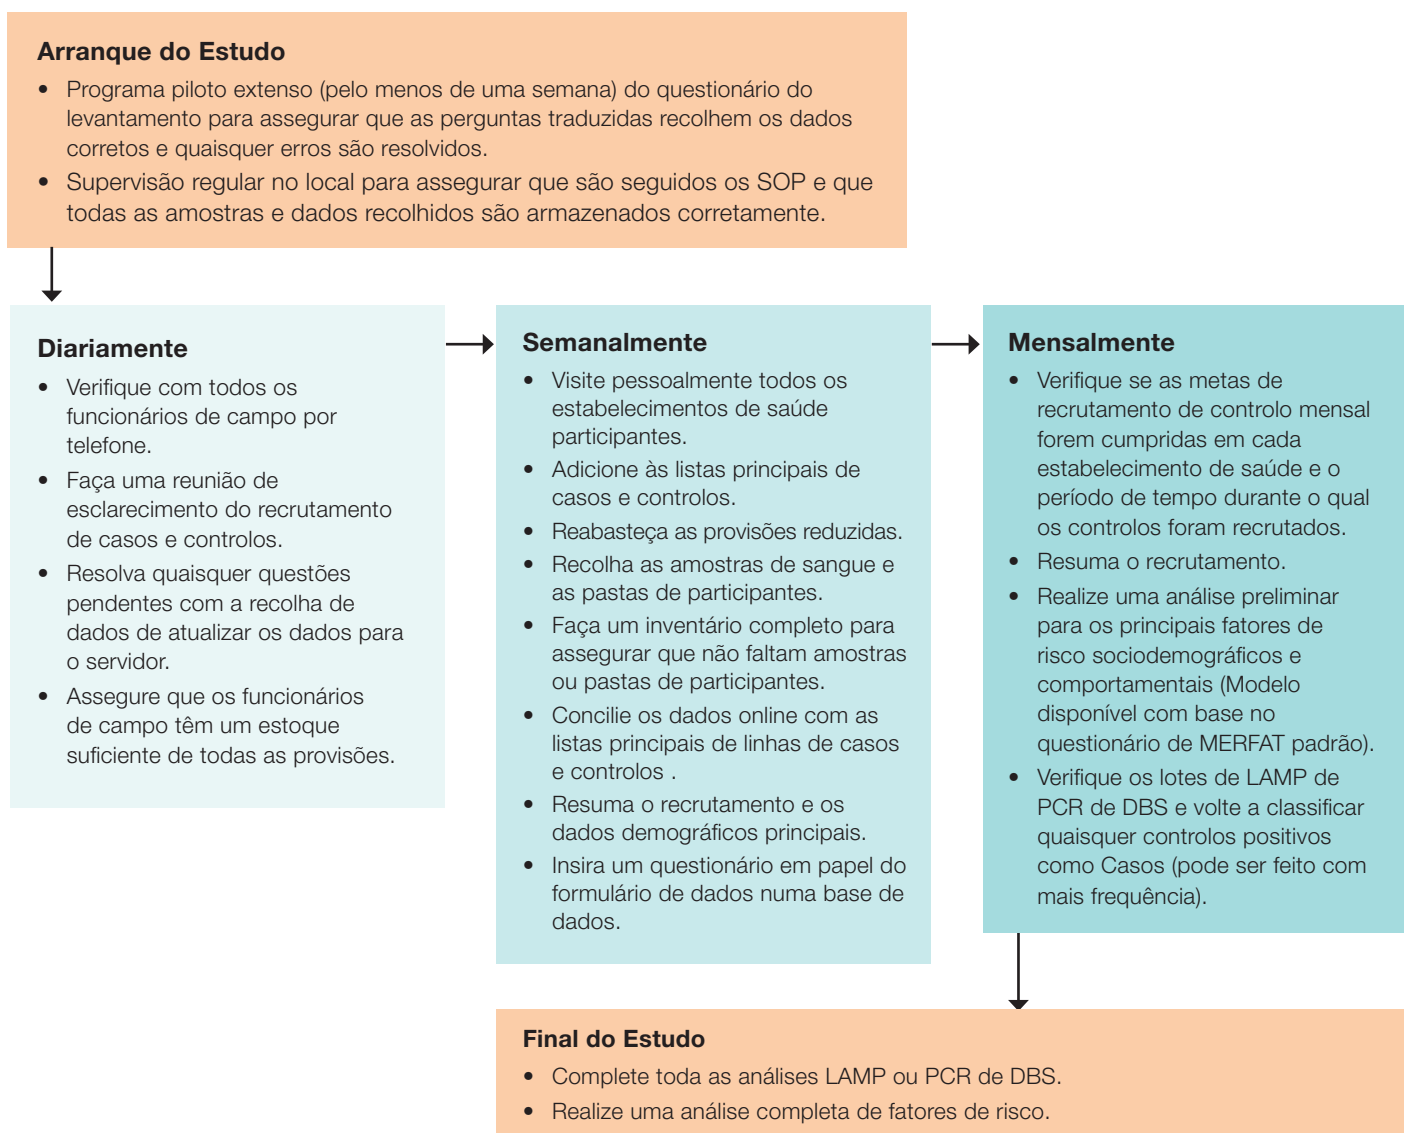 Arranque do Estudo
• Programa piloto extenso (pelo menos de uma semana) do questionário do
levantamento para assegurar que as perguntas traduzidas recolhem os dados
corretos e quaisquer erros são resolvidos.
• Supervisão regular no local para assegurar que são seguidos os SOP e que
todas as amostras e dados recolhidos são armazenados corretamente.
Diariamente
• Verifique com todos os
funcionários de campo por
telefone.
• Faça uma reunião de
esclarecimento do recrutamento
de casos e controlos.
• Resolva quaisquer questões
pendentes com a recolha de
dados de atualizar os dados para
o servidor.
• Assegure que os funcionários
de campo têm um estoque
suficiente de todas as provisões.
Semanalmente
• Visite pessoalmente todos os
estabelecimentos de saúde
participantes.
• Adicione às listas principais de
casos e controlos.
• Reabasteça as provisões reduzidas.
• Recolha as amostras de sangue e
as pastas de participantes.
• Faça um inventário completo para
assegurar que não faltam amostras
ou pastas de participantes.
• Concilie os dados online com as
listas principais de linhas de casos
e controlos .
• Resuma o recrutamento e os
dados demográficos principais.
• Insira um questionário em papel do
formulário de dados numa base de
dados.
Mensalmente
• Verifique se as metas de
recrutamento de controlo mensal
forem cumpridas em cada
estabelecimento de saúde e o
período de tempo durante o qual
os controlos foram recrutados.
• Resuma o recrutamento.
• Realize uma análise preliminar
para os principais fatores de
risco sociodemográficos e
comportamentais (Modelo
disponível com base no
questionário de MERFAT padrão).
• Verifique os lotes de LAMP de
PCR de DBS e volte a classificar
quaisquer controlos positivos
como Casos (pode ser feito com
mais frequência).
Final do Estudo
• Complete toda as análises LAMP ou PCR de DBS.
• Realize uma análise completa de fatores de risco.